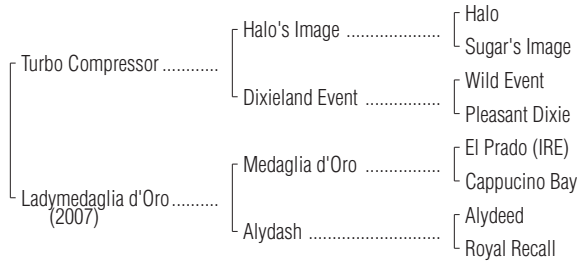 Halo
Halo's Image ....................
Sugar's Image
Turbo Compressor ............
Wild Event
Dixieland Event ................
Pleasant Dixie
El Prado (IRE)
Medaglia d'Oro ................
Cappucino Bay
Ladymedaglia d'Oro..........
(2007)
Alydeed
Alydash ............................
Royal Recall